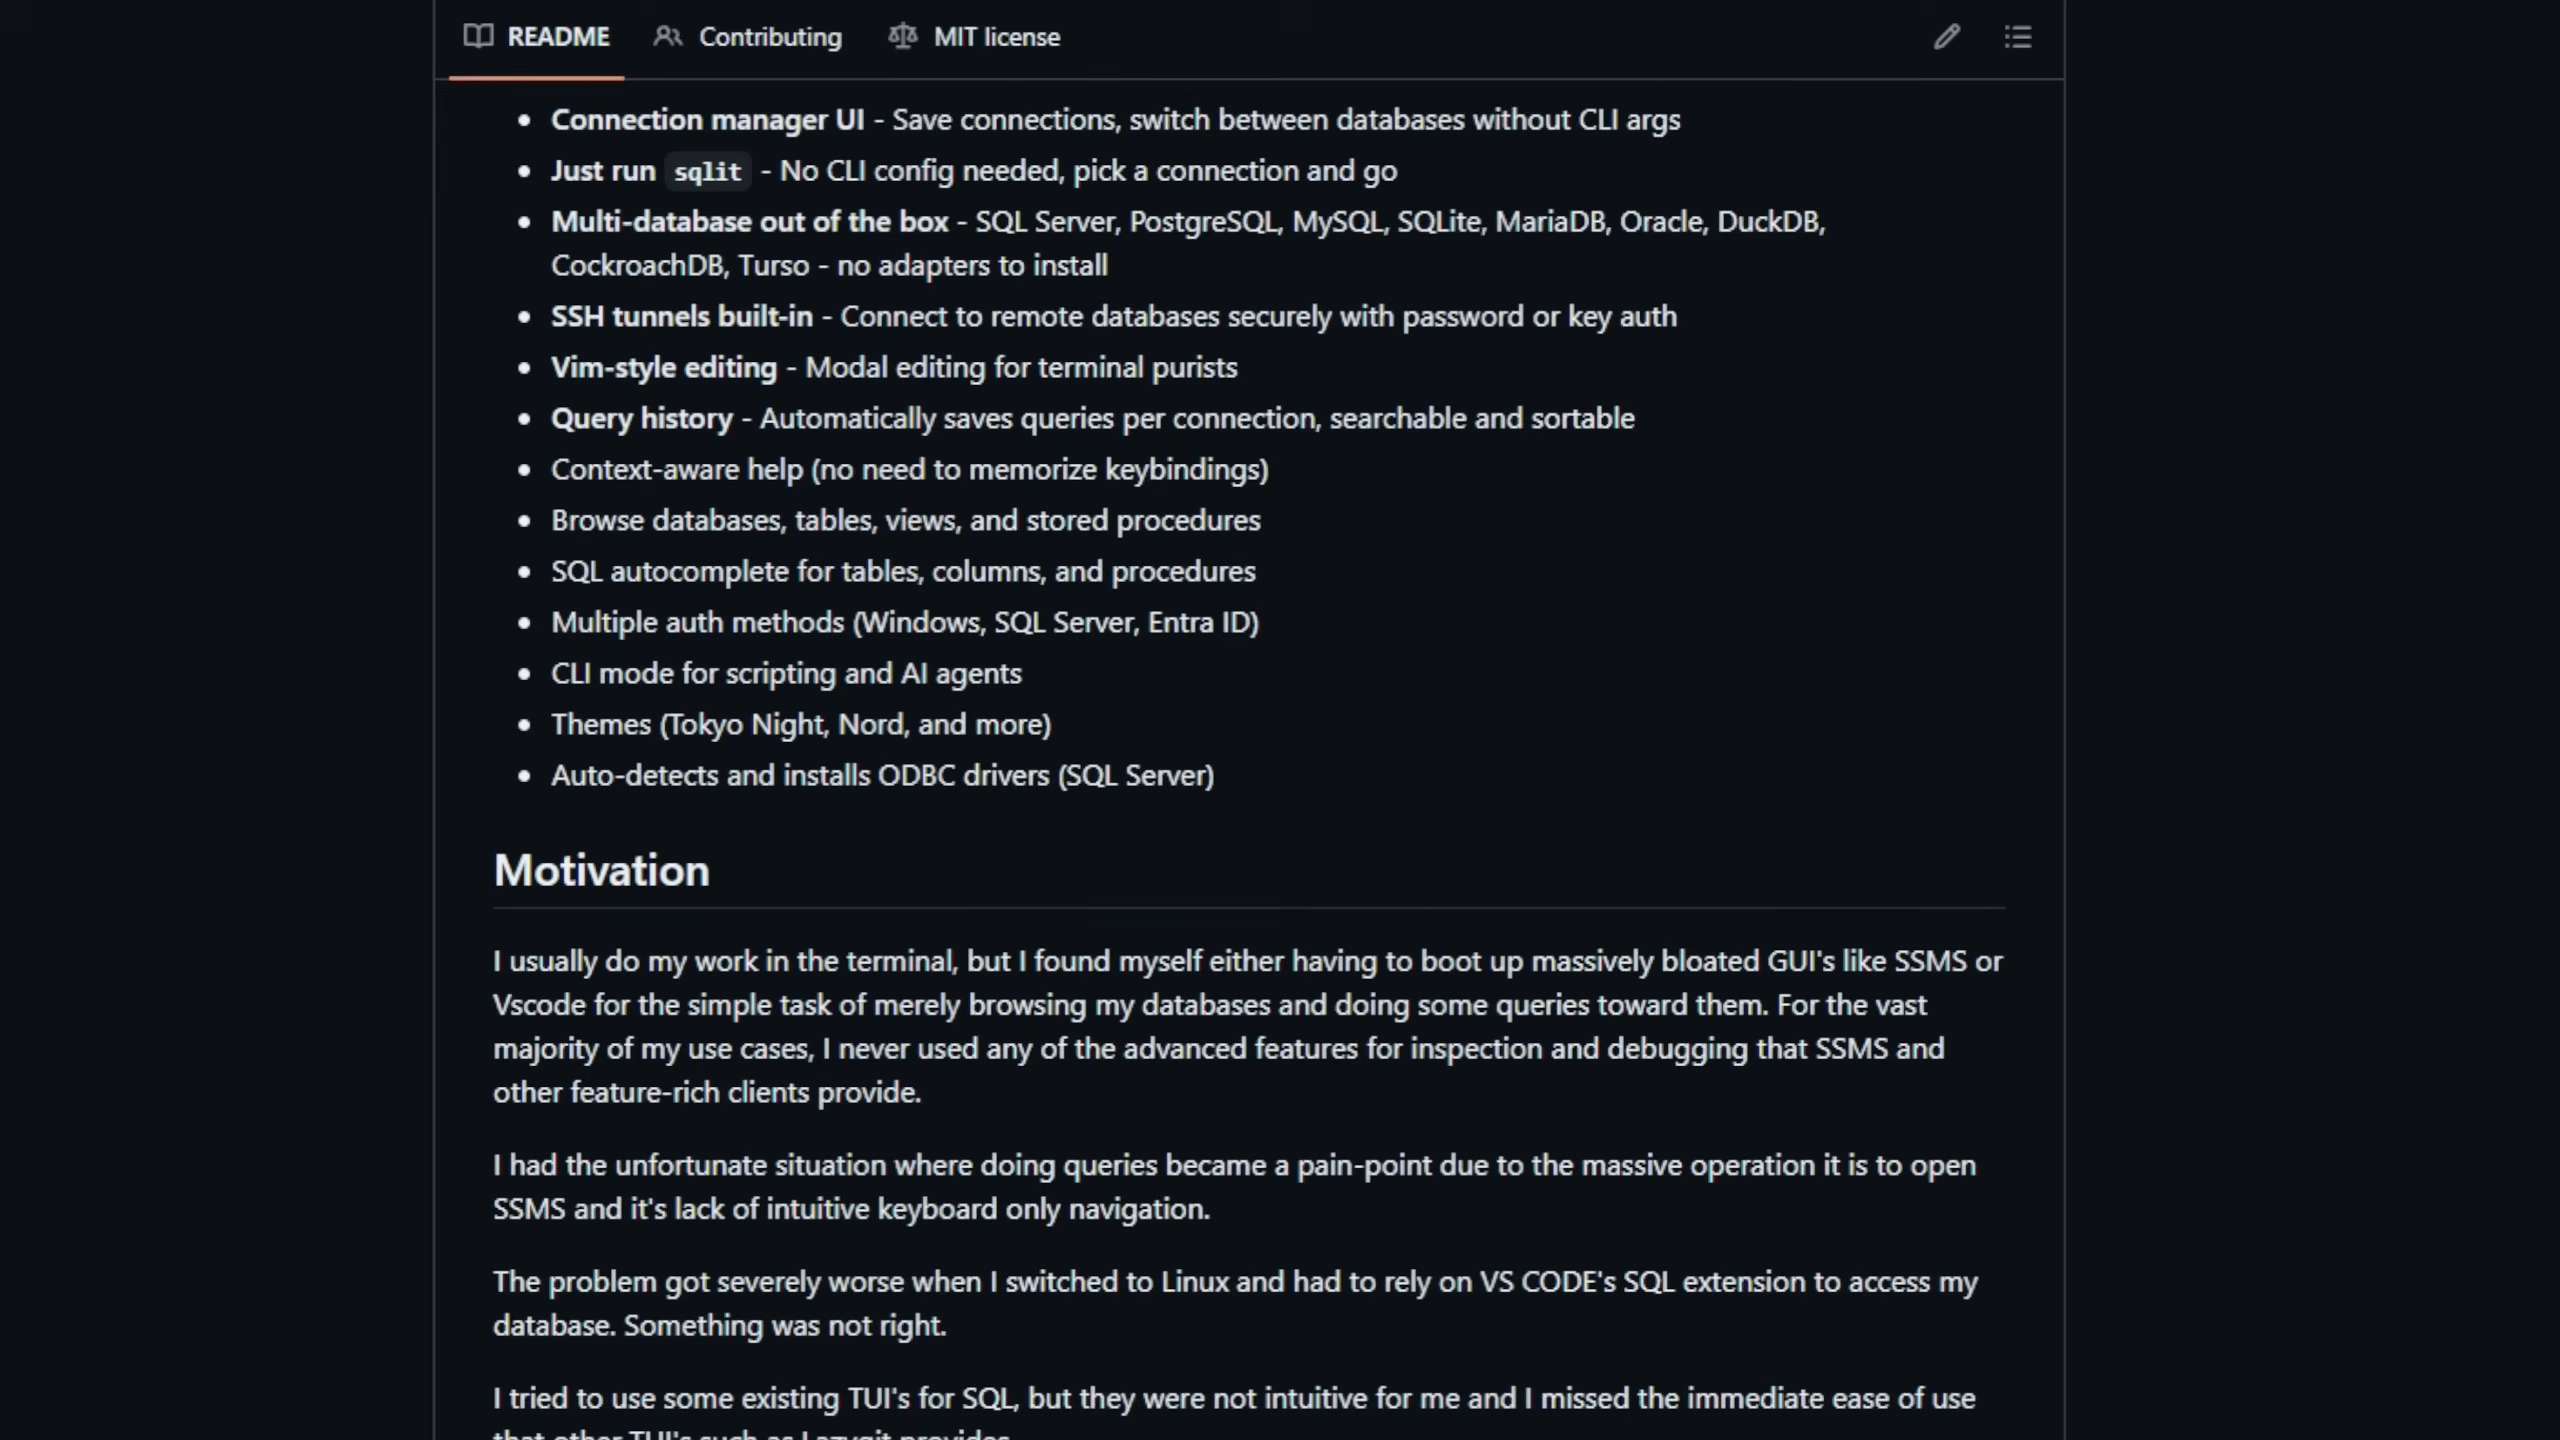 README Contributing MIT license
Connection manager UI - Save connections, switch between databases without CLI args
Just run sqlit - No CLI config needed, pick a connection and go
Multi-database out of the box - SQL Server, PostgreSQL, MySQL, SQLite, MariaDB, Oracle, DuckDB,
CockroachDB, Turso - no adapters to install
SSH tunnels built-in - Connect to remote databases securely with password or key auth
Vim-style editing - Modal editing for terminal purists
Query history - Automatically saves queries per connection, searchable and sortable
Context-aware help (no need to memorize keybindings)
Browse databases, tables, views, and stored procedures
SQL autocomplete for tables, columns, and procedures
Multiple auth methods (Windows, SQL Server, Entra ID)
CLI mode for scripting and AI agents
Themes (Tokyo Night, Nord, and more)
Auto-detects and installs ODBC drivers (SQL Server)
Motivation
I usually do my work in the terminal, but I found myself either having to boot up massively bloated GUI's like SSMS or
Vscode for the simple task of merely browsing my databases and doing some queries toward them. For the vast
majority of my use cases, I never used any of the advanced features for inspection and debugging that SSMS and
other feature-rich clients provide.
I had the unfortunate situation where doing queries became a pain-point due to the massive operation it is to open
SSMS and it's lack of intuitive keyboard only navigation.
The problem got severely worse when I switched to Linux and had to rely on VS CODE's SQL extension to access my
database. Something was not right.
I tried to use some existing TUI's for SQL, but they were not intuitive for me and I missed the immediate ease of use
that other TUI's such as Lazygit provides.